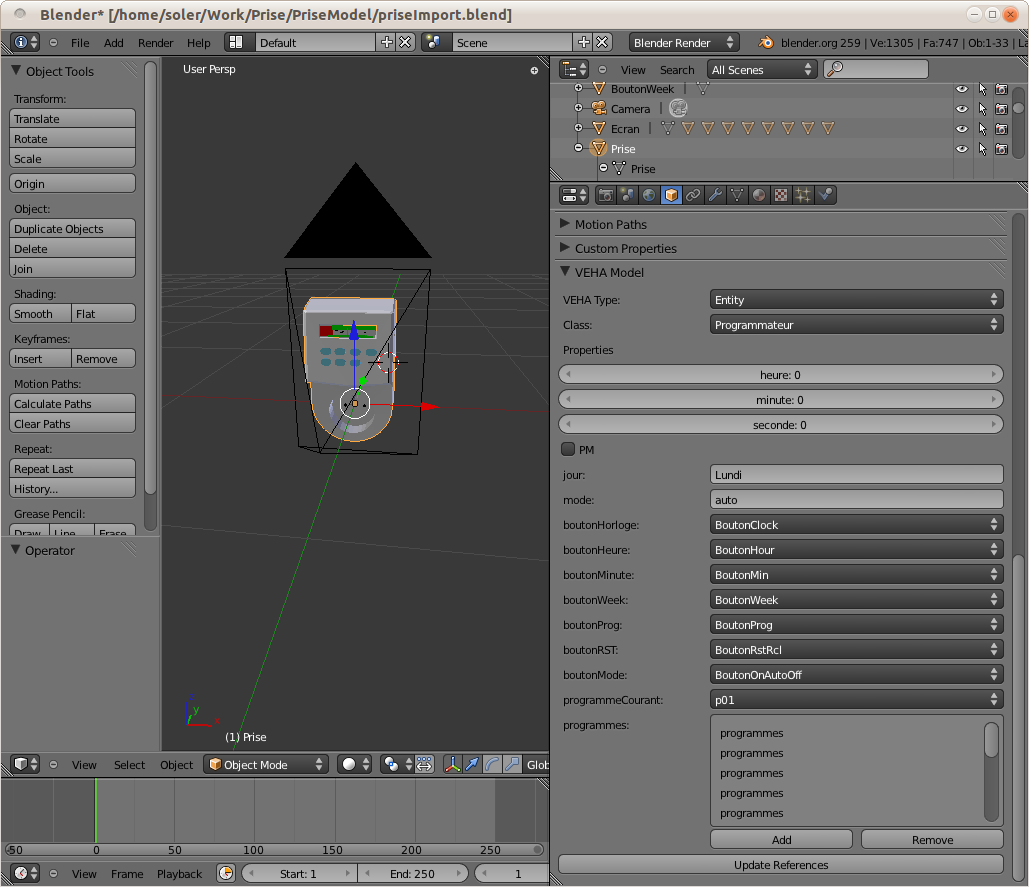 Blender* [/home/soler/Work/Prise/PriseModel/priseImport.blend]
File Add Render Help Default Scene Blender Render blender.org 259 | Ve:1305 | Fa:747 | Ob:1-33 | La
Object Tools
Transform:
Translate
Rotate
Scale
Origin
Object:
Duplicate Objects
Delete
Join
Shading:
Smooth Flat
Keyframes:
Insert Remove
Motion Paths:
Calculate Paths
Clear Paths
Repeat:
Repeat Last
History...
Grease Pencil:
Draw Line Erase
Operator
User Persp
z
y
x
(1) Prise
View Select Object Object Mode Glob
-50 0 50 100 150 200 250
View Frame Playback Start: 1 End: 250 1
View Search All Scenes
BoutonWeek
Camera
Ecran
Prise
Prise
Motion Paths
Custom Properties
VEHA Model
VEHA Type: Entity
Class: Programmateur
Properties
heure: 0
minute: 0
seconde: 0
PM
jour: Lundi
mode: auto
boutonHorloge: BoutonClock
boutonHeure: BoutonHour
boutonMinute: BoutonMin
boutonWeek: BoutonWeek
boutonProg: BoutonProg
boutonRST: BoutonRstRcl
boutonMode: BoutonOnAutoOff
programmeCourant: p01
programmes: programmes
programmes
programmes
programmes
programmes
Add Remove
Update References